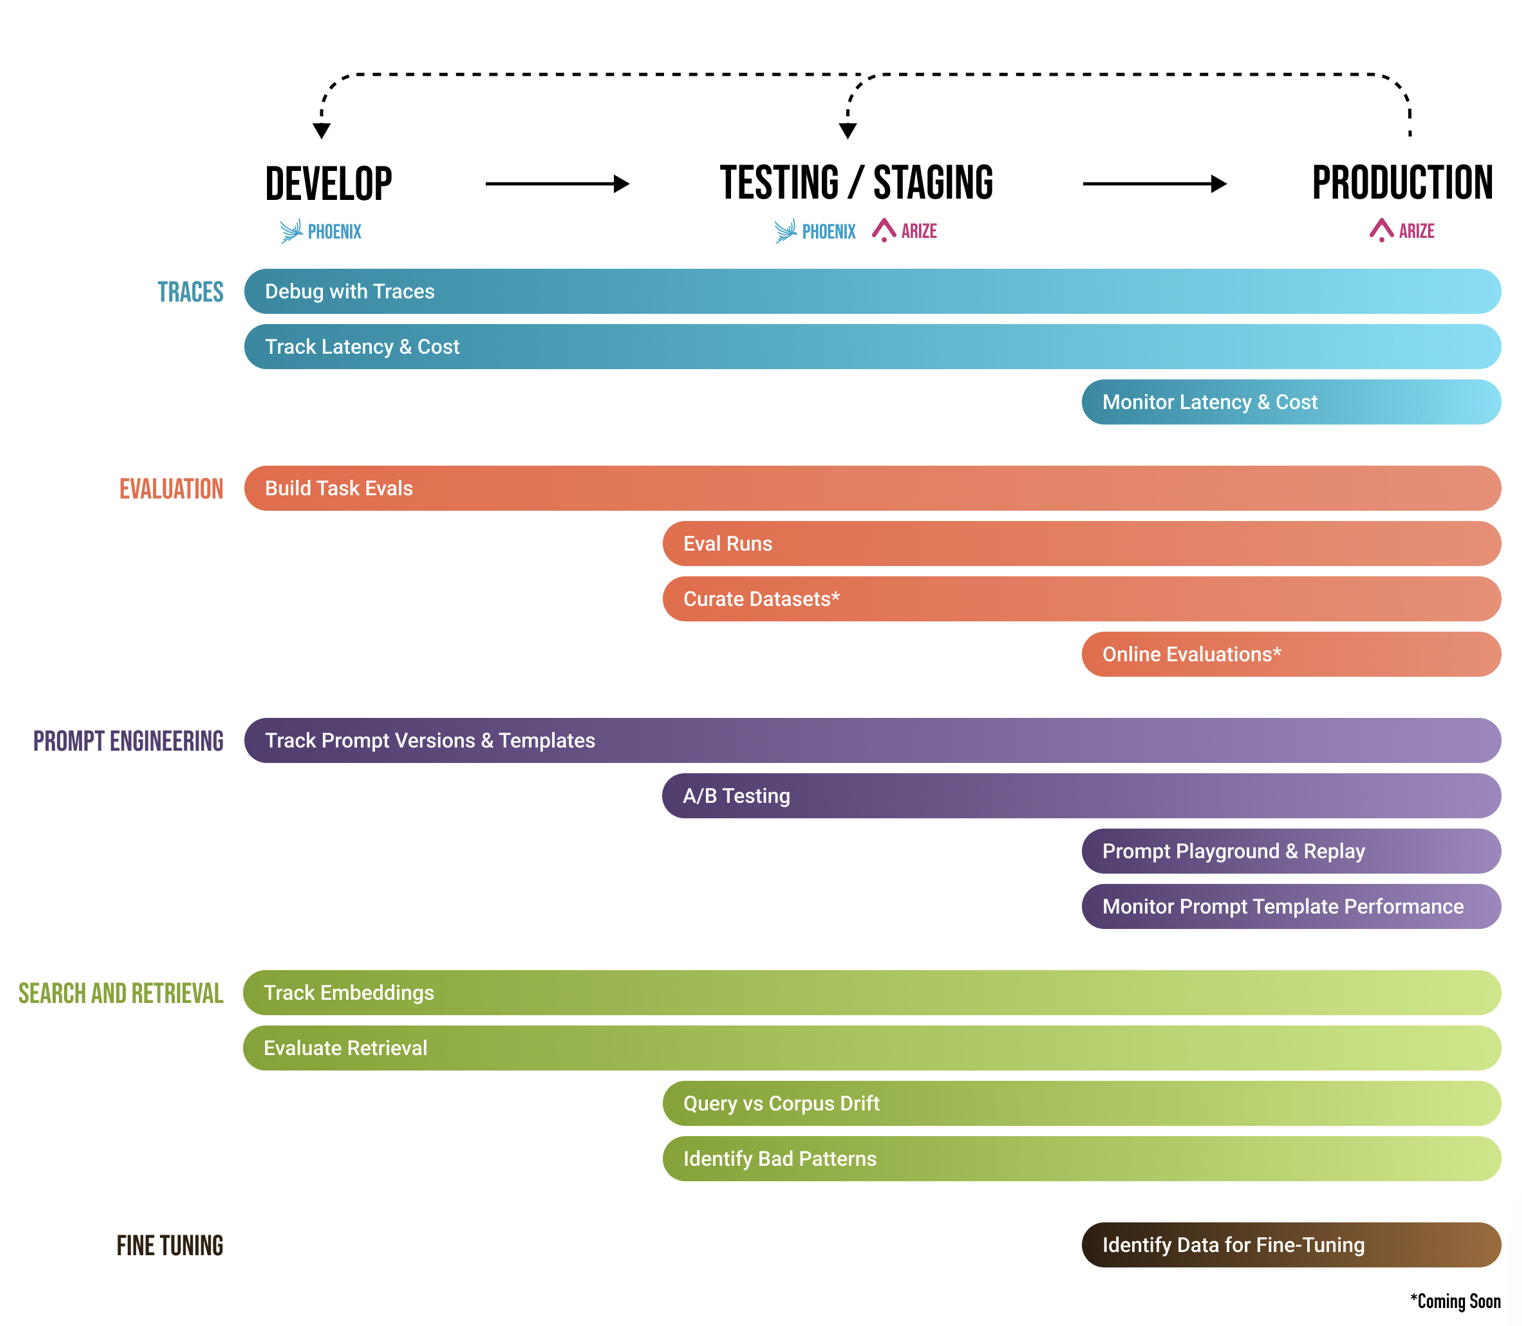 DEVELOP
TESTING / STAGING
PRODUCTION
PHOENIX
PHOENIX
ARIZE
ARIZE
TRACES
Debug with Traces
Track Latency & Cost
Monitor Latency & Cost
EVALUATION
Build Task Evals
Eval Runs
Curate Datasets*
Online Evaluations*
PROMPT ENGINEERING
Track Prompt Versions & Templates
A/B Testing
Prompt Playground & Replay
Monitor Prompt Template Performance
SEARCH AND RETRIEVAL
Track Embeddings
Evaluate Retrieval
Query vs Corpus Drift
Identify Bad Patterns
FINE TUNING
Identify Data for Fine-Tuning
*Coming Soon